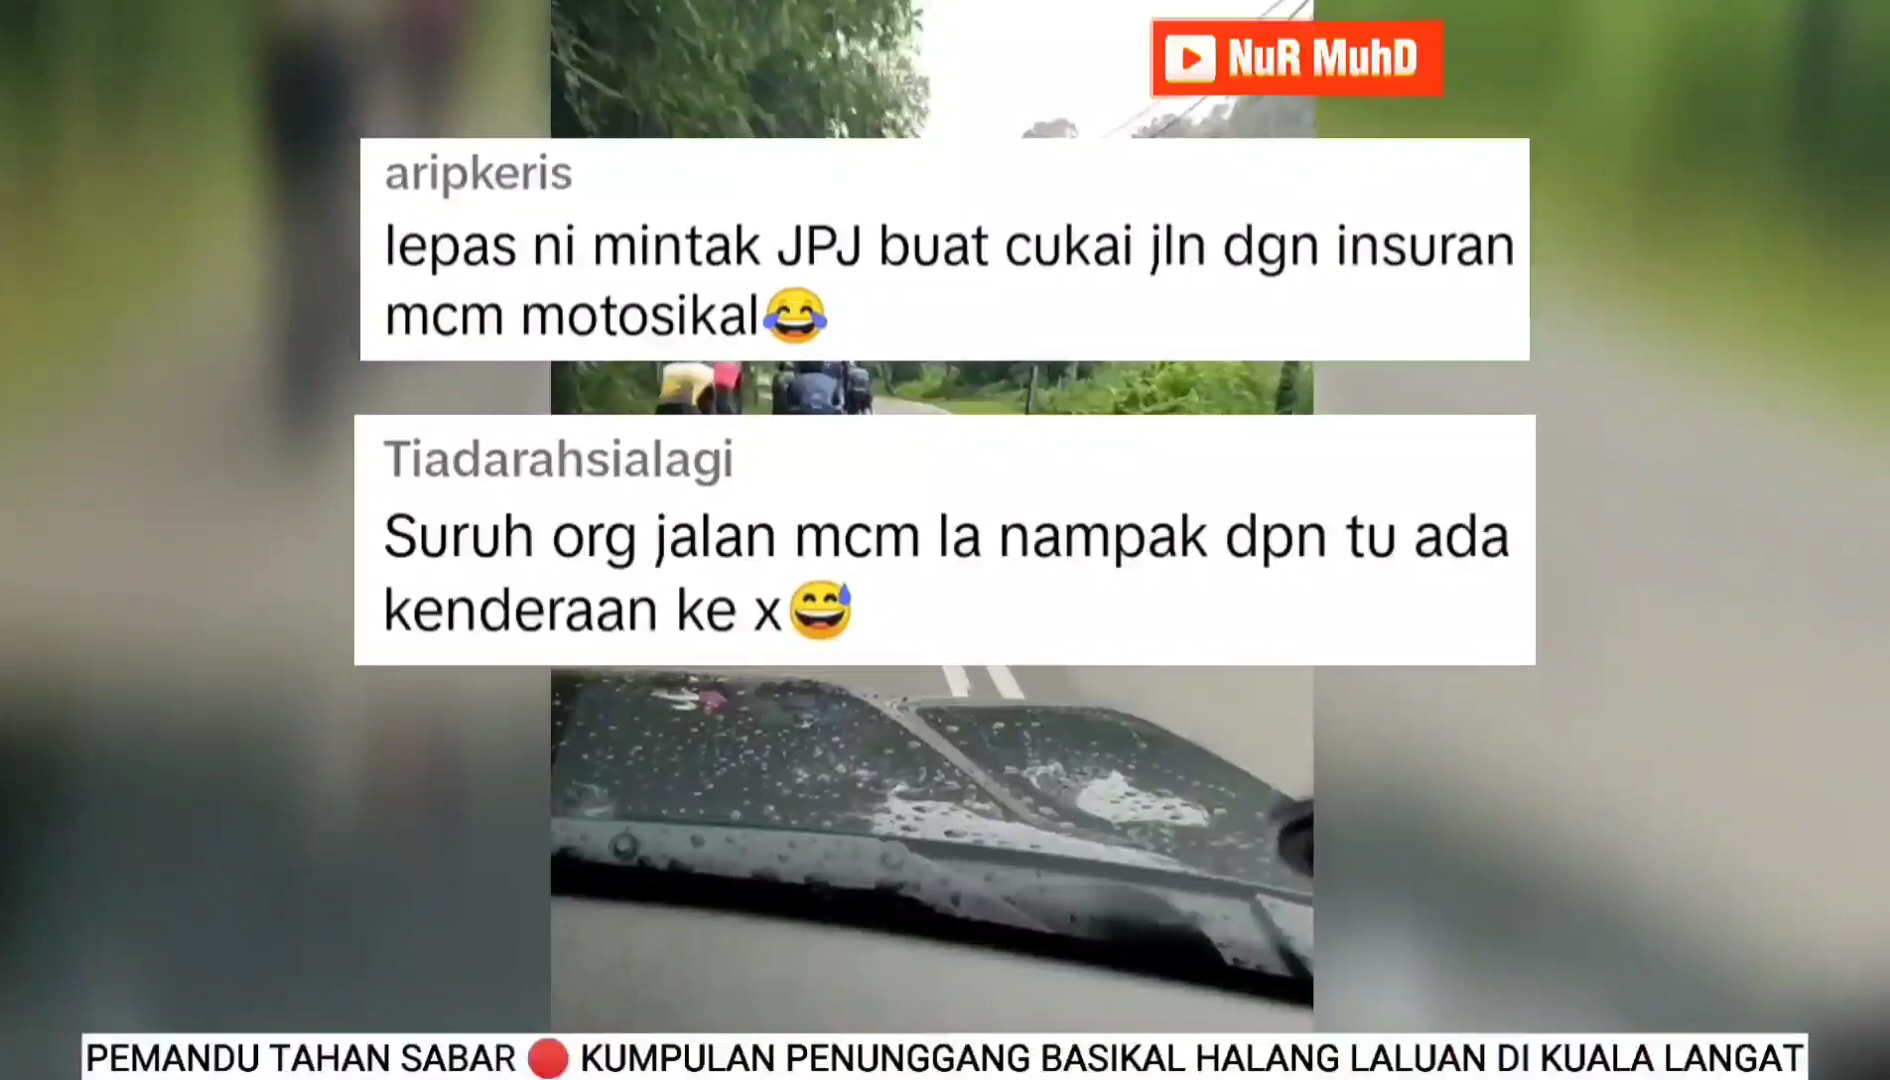 NuR MuhD
aripkeris
lepas ni mintak JPJ buat cukai jln dgn insuran
mcm motosikal😂
Tiadarahsialagi
Suruh org jalan mcm la nampak dpn tu ada
kenderaan ke x😅
PEMANDU TAHAN SABAR 🔴 KUMPULAN PENUNGGANG BASIKAL HALANG LALUAN DI KUALA LANGAT